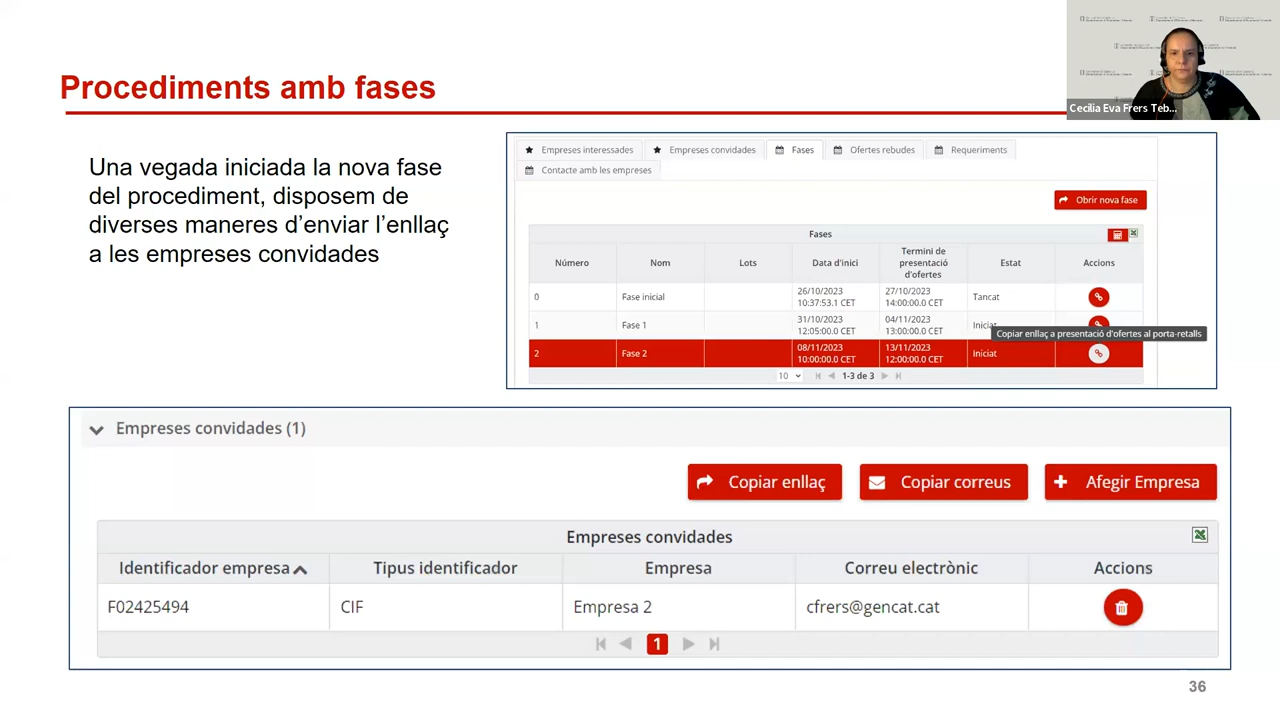 Cecilia Eva Frers Teb...
Procediments amb fases
Una vegada iniciada la nova fase
del procediment, disposem de
diverses maneres d’enviar l’enllaç
a les empreses convidades
Empreses interessades Empreses convidades Fases Ofertes rebudes Requeriments
Contacte amb les empreses
Obrir nova fase
Fases
Número Nom Lots Data d'inici Termini de presentació d'ofertes Estat Accions
0 Fase inicial 26/10/2023 10:37:53.1 CET 27/10/2023 14:00:00.0 CET Tancat
1 Fase 1 31/10/2023 12:05:00.0 CET 04/11/2023 13:00:00.0 CET Iniciat
Copiar enllaç a presentació d'ofertes al porta-retalls
2 Fase 2 08/11/2023 10:00:00.0 CET 13/11/2023 12:00:00.0 CET Iniciat
10 1-3 de 3
Empreses convidades (1)
Copiar enllaç Copiar correus Afegir Empresa
Empreses convidades
Identificador empresa Tipus identificador Empresa Correu electrònic Accions
F02425494 CIF Empresa 2 cfrers@gencat.cat
1
36